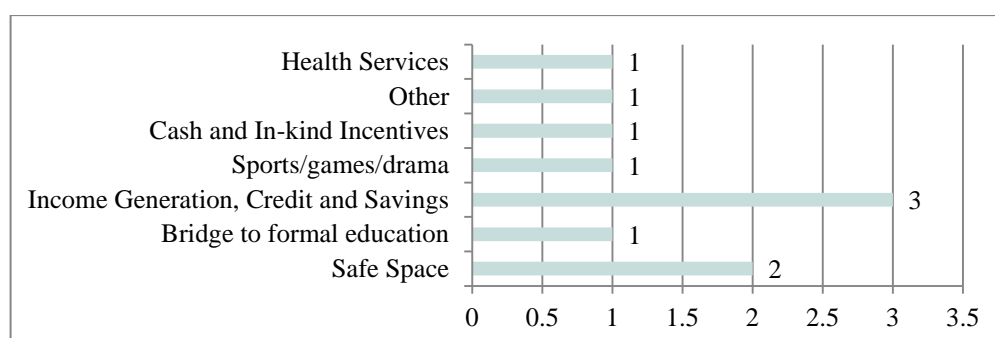 Health Services 1
Other 1
Cash and In-kind Incentives 1
Sports/games/drama 1
Income Generation, Credit and Savings 3
Bridge to formal education 1
Safe Space 2
0 0.5 1 1.5 2 2.5 3 3.5